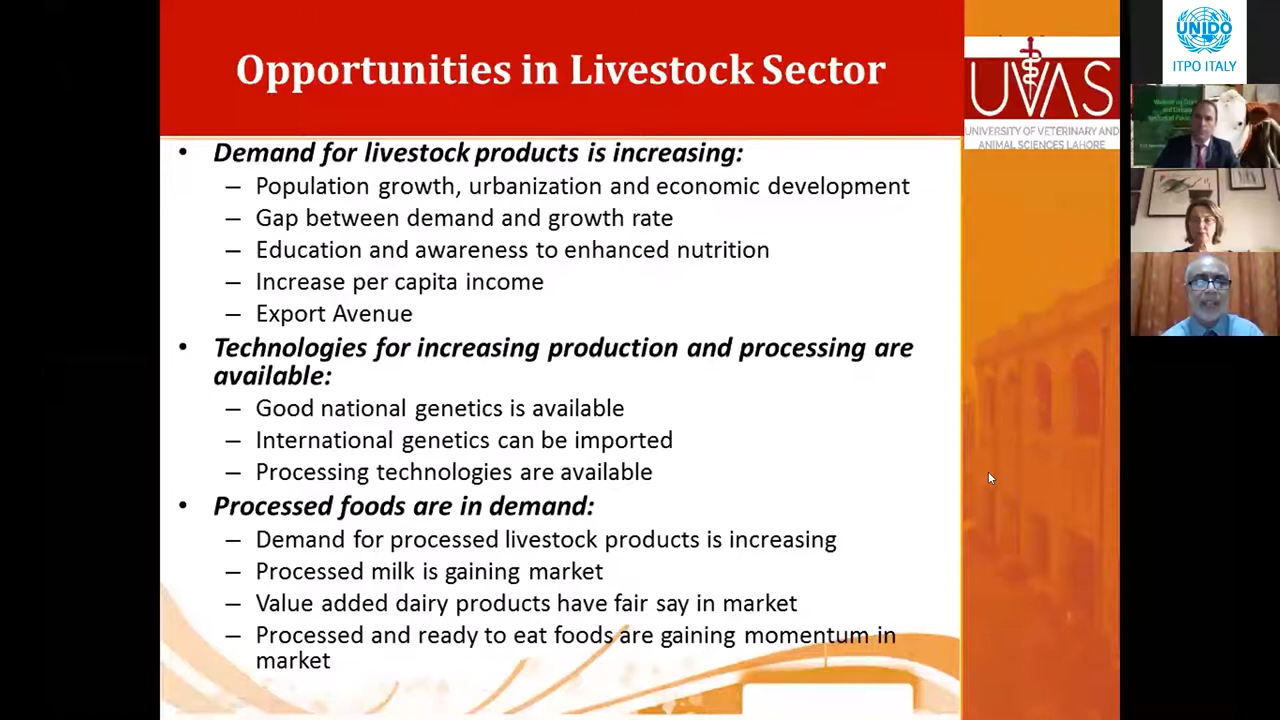 Opportunities in Livestock Sector
UVAS
UNIVERSITY OF VETERINARY AND
ANIMAL SCIENCES LAHORE
UNIDO
ITPO ITALY
• Demand for livestock products is increasing:
– Population growth, urbanization and economic development
– Gap between demand and growth rate
– Education and awareness to enhanced nutrition
– Increase per capita income
– Export Avenue
• Technologies for increasing production and processing are
available:
– Good national genetics is available
– International genetics can be imported
– Processing technologies are available
• Processed foods are in demand:
– Demand for processed livestock products is increasing
– Processed milk is gaining market
– Value added dairy products have fair say in market
– Processed and ready to eat foods are gaining momentum in
market